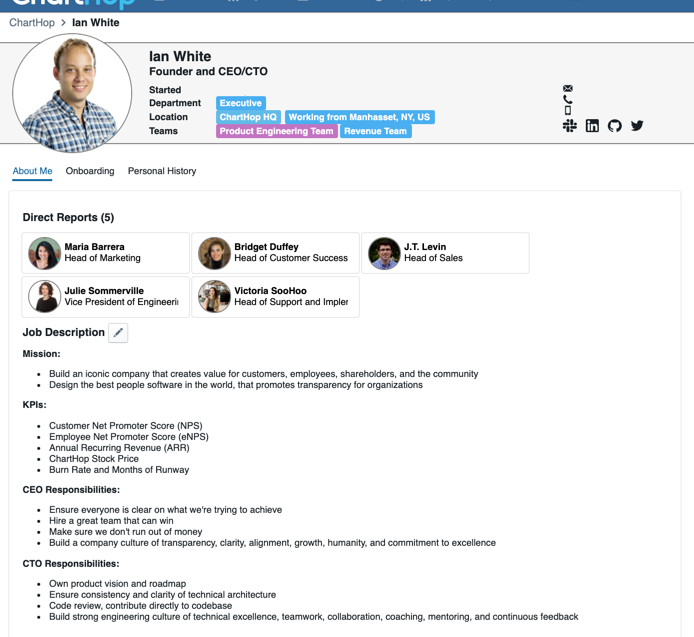 ChartHop
ChartHop > Ian White
Ian White
Founder and CEO/CTO
Started
Department Executive
Location ChartHop HQ Working from Manhasset, NY, US
Teams Product Engineering Team Revenue Team
About Me Onboarding Personal History
Direct Reports (5)
Maria Barrera
Head of Marketing
Bridget Duffey
Head of Customer Success
J.T. Levin
Head of Sales
Julie Sommerville
Vice President of Engineeri
Victoria SooHoo
Head of Support and Impler
Job Description
Mission:
• Build an iconic company that creates value for customers, employees, shareholders, and the community
• Design the best people software in the world, that promotes transparency for organizations
KPIs:
• Customer Net Promoter Score (NPS)
• Employee Net Promoter Score (eNPS)
• Annual Recurring Revenue (ARR)
• ChartHop Stock Price
• Burn Rate and Months of Runway
CEO Responsibilities:
• Ensure everyone is clear on what we're trying to achieve
• Hire a great team that can win
• Make sure we don't run out of money
• Build a company culture of transparency, clarity, alignment, growth, humanity, and commitment to excellence
CTO Responsibilities:
• Own product vision and roadmap
• Ensure consistency and clarity of technical architecture
• Code review, contribute directly to codebase
• Build strong engineering culture of technical excellence, teamwork, collaboration, coaching, mentoring, and continuous feedback